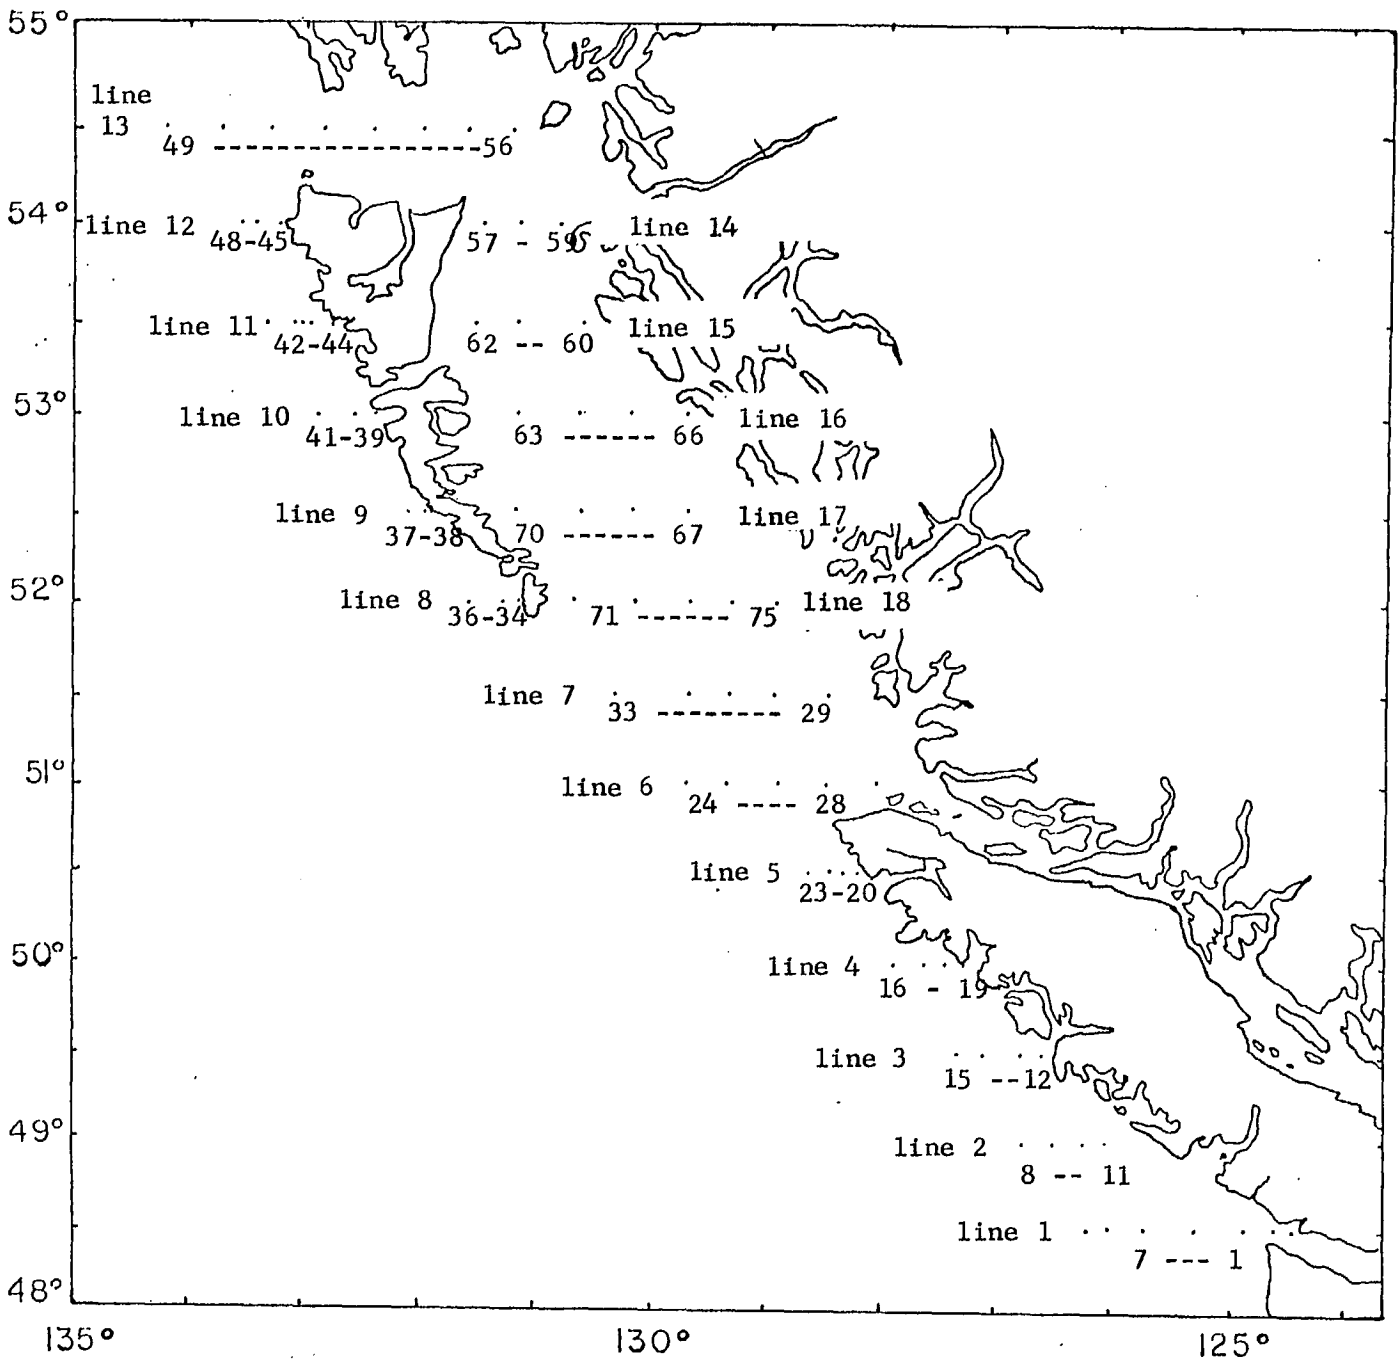 55°
line
13
49 ------------------56
54°
line 12 48-45 57 - 59 line 14
line 11 42-44 62 -- 60 line 15
53°
line 10 41-39 63 ------ 66 line 16
line 9 37-38 70 ------ 67 line 17
52°
line 8 36-34 71 ------ 75 line 18
line 7 33 -------- 29
51°
line 6 24 ---- 28
line 5 23-20
50°
line 4 16 - 19
line 3 15 --12
49°
line 2 8 -- 11
line 1 7 --- 1
48°
135° 130° 125°